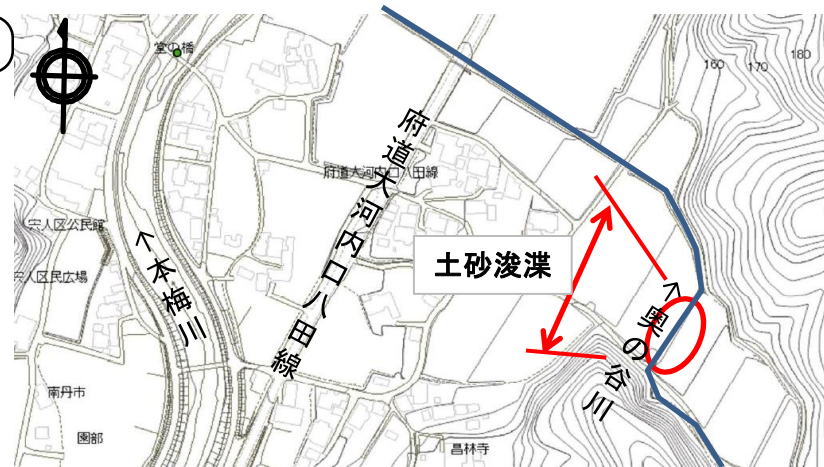 堂の橋
160
170
180
府道大河内口八田線
府道大河内口八田線
宍人区公民館
宍人区民広場
↑本梅川
土砂浚渫
↑奥の谷川
南丹市
園部
昌林寺